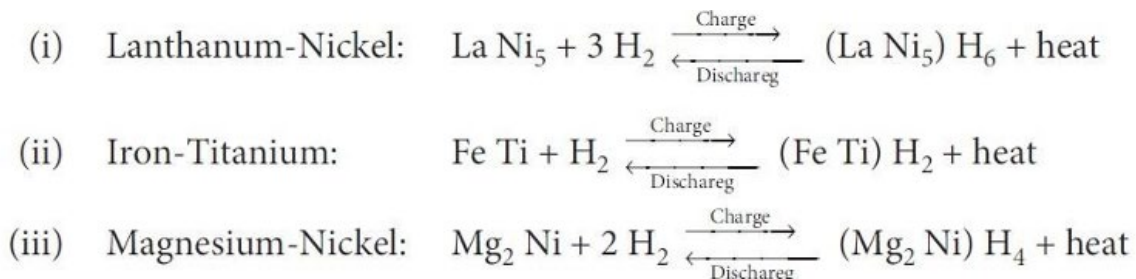 (i) Lanthanum-Nickel: La Ni₅ + 3 H₂ Charge Dischareg (La Ni₅) H₆ + heat
(ii) Iron-Titanium: Fe Ti + H₂ Charge Dischareg (Fe Ti) H₂ + heat
(iii) Magnesium-Nickel: Mg₂ Ni + 2 H₂ Charge Dischareg (Mg₂ Ni) H₄ + heat